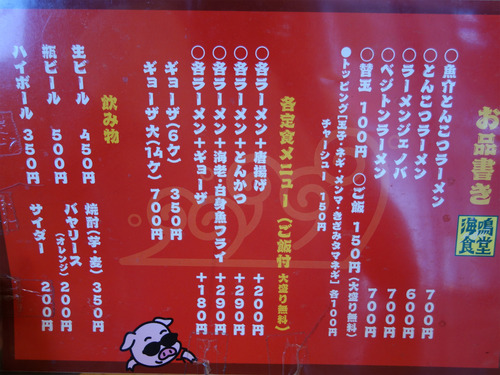 お品書き
海鳴
食堂
○魚介とんこつラーメン 700円
○とんこつラーメン 600円
○ラーメンジェノバ 700円
○ベジトンラーメン 700円
○替玉 100円 ○ご飯 150円(大盛り無料)
●トッピング[玉子・ネギ・メンマ・きざみタマネギ]各100円
チャーシュー 150円
各定食メニュー(ご飯付 大盛り無料)
○各ラーメン+唐揚げ +200円
○各ラーメン+とんかつ +290円
○各ラーメン+海老・白身魚フライ +290円
○各ラーメン+ギョーザ +180円
ギョーザ(6ケ) 350円
ギョーザ 大(14ケ) 700円
飲み物
生ビール 450円 焼酎(芋・麦) 350円
瓶ビール 500円 バヤリース(オレンジ) 200円
ハイボール 350円 サイダー 200円